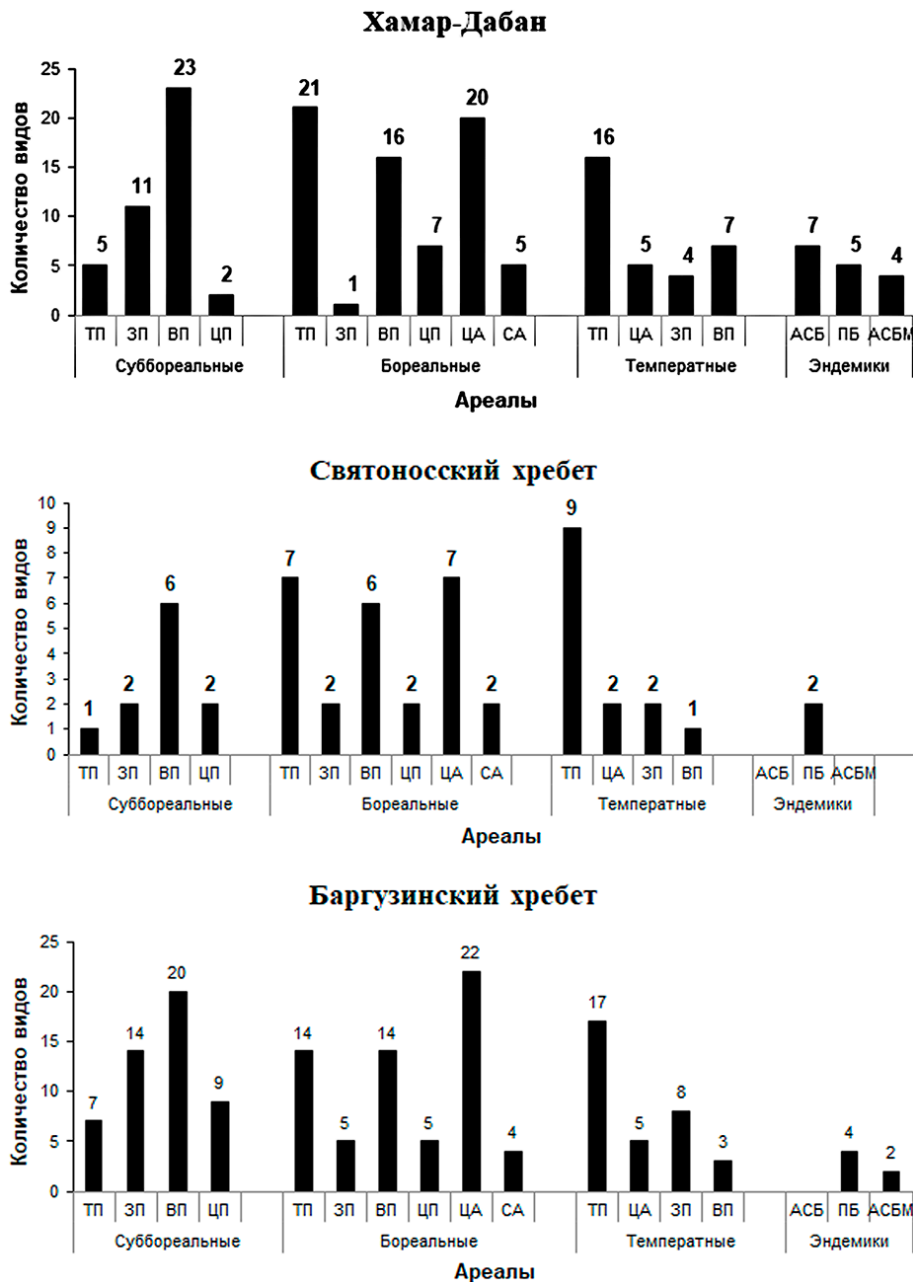 Хамар-Дабан
Количество видов
25
20
15
10
5
0
5 11 23 2 21 1 16 7 20 5 16 5 4 7 7 5 4
ТП ЗП ВП ЦП ТП ЗП ВП ЦП ЦА СА ТП ЦА ЗП ВП АСБ ПБ АСБМ
Суббореальные Бореальные Температные Эндемики
Ареалы
Святоносский хребет
Количество видов
10
9
8
7
6
5
4
3
2
1
0
1 2 6 2 7 2 6 2 7 2 9 2 2 1 2
ТП ЗП ВП ЦП ТП ЗП ВП ЦП ЦА СА ТП ЦА ЗП ВП АСБ ПБ АСБМ
Суббореальные Бореальные Температные Эндемики
Ареалы
Баргузинский хребет
Количество видов
25
20
15
10
5
0
7 14 20 9 14 5 14 5 22 4 17 5 8 3 4 2
ТП ЗП ВП ЦП ТП ЗП ВП ЦП ЦА СА ТП ЦА ЗП ВП АСБ ПБ АСБМ
Суббореальные Бореальные Температные Эндемики
Ареалы